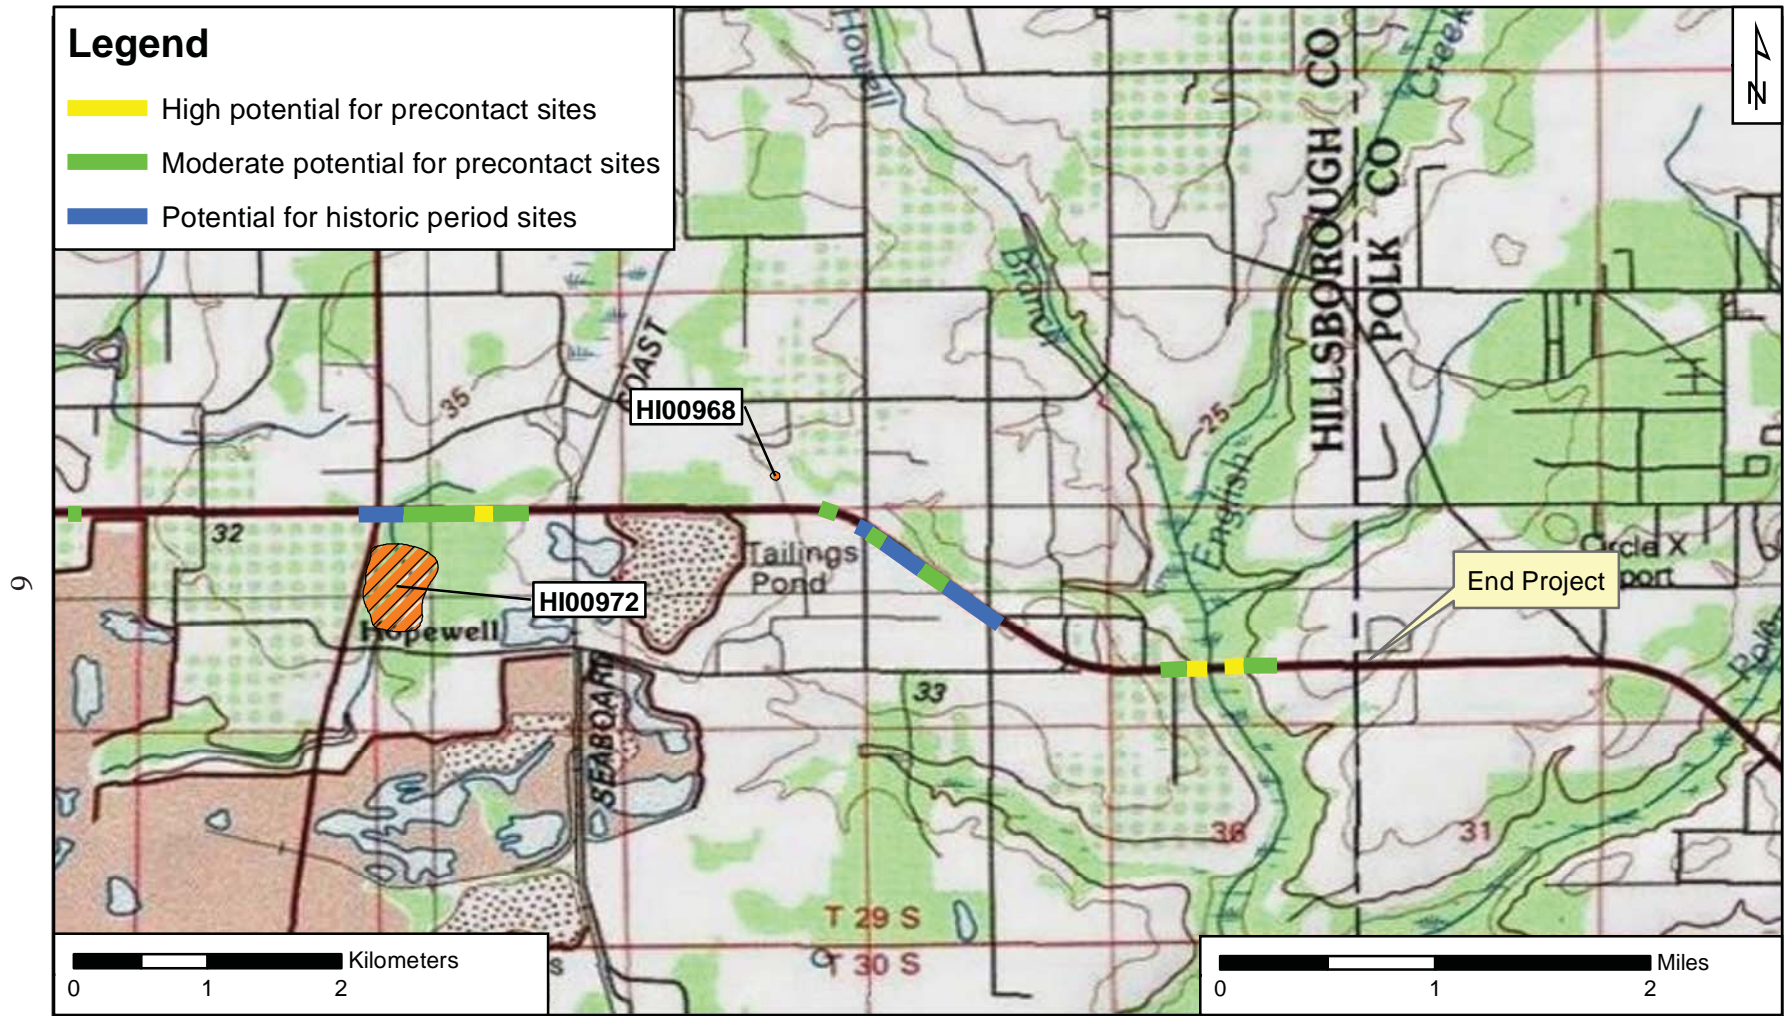 Legend
High potential for precontact sites
Moderate potential for precontact sites
Potential for historic period sites
N
Howell
Branch
Creek
HILLSBOROUGH CO
POLK CO
COAST
35
HI00968
25
English
32
Tailings
Pond
Circle X
port
End Project
HI00972
Hopewell
SEABOARD
33
Polk
36
31
T 29 S
T 30 S
s
Kilometers
0 1 2
Miles
0 1 2
9